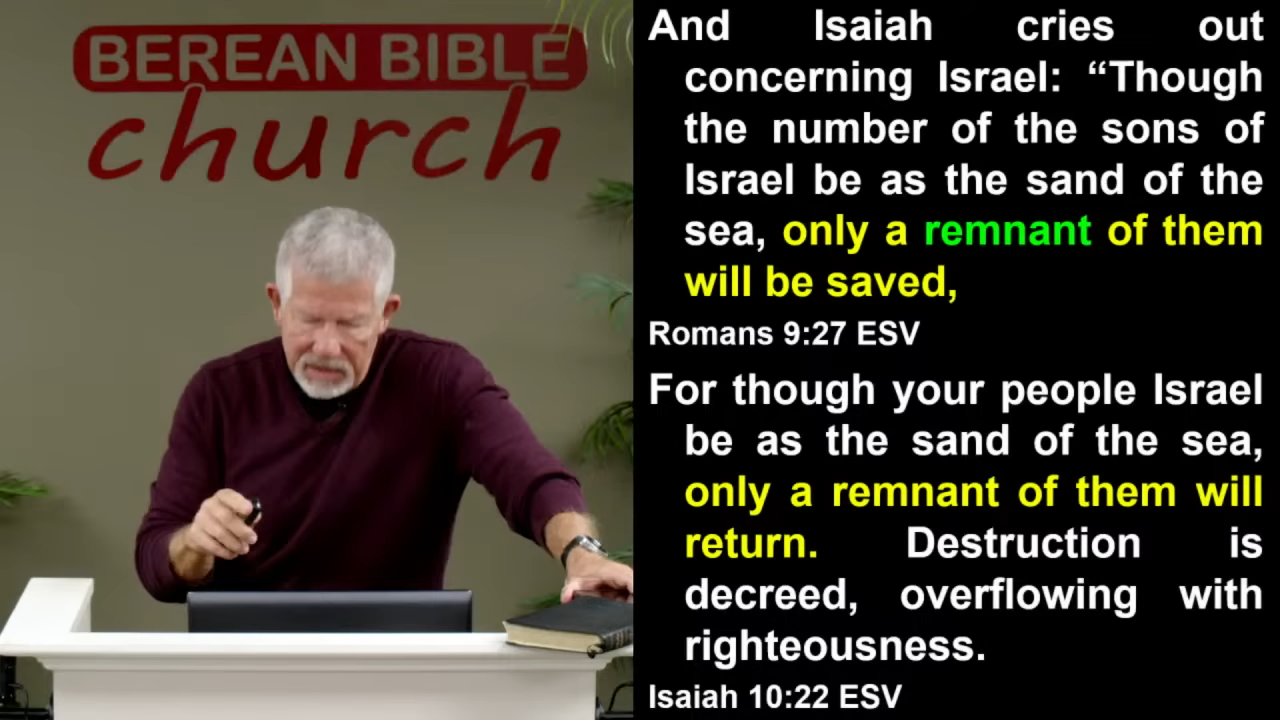 BEREAN BIBLE
church
And Isaiah cries out
concerning Israel: “Though
the number of the sons of
Israel be as the sand of the
sea, only a remnant of them
will be saved,
Romans 9:27 ESV
For though your people Israel
be as the sand of the sea,
only a remnant of them will
return. Destruction is
decreed, overflowing with
righteousness.
Isaiah 10:22 ESV